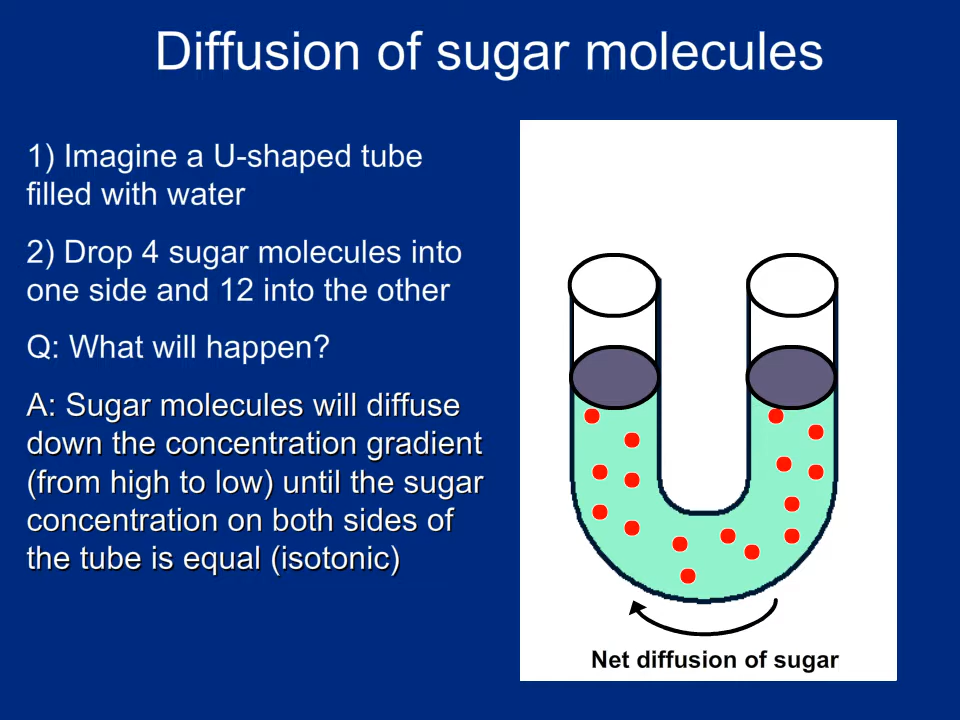 Diffusion of sugar molecules
1) Imagine a U-shaped tube
filled with water
2) Drop 4 sugar molecules into
one side and 12 into the other
Q: What will happen?
A: Sugar molecules will diffuse
down the concentration gradient
(from high to low) until the sugar
concentration on both sides of
the tube is equal (isotonic)
Net diffusion of sugar